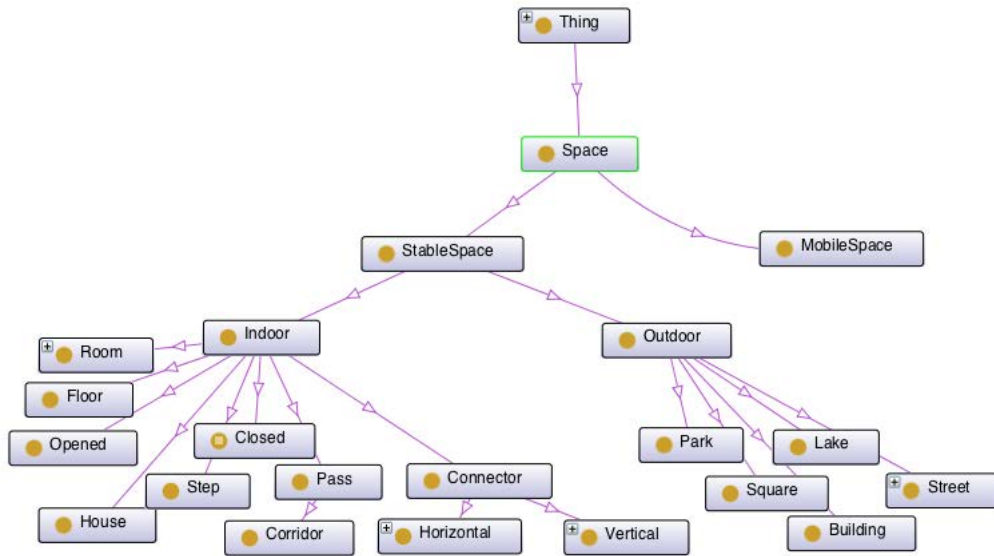 Thing
Space
StableSpace
MobileSpace
Indoor
Outdoor
Room
Floor
Opened
Closed
Park
Lake
Step
Pass
Connector
Square
Street
House
Corridor
Horizontal
Vertical
Building